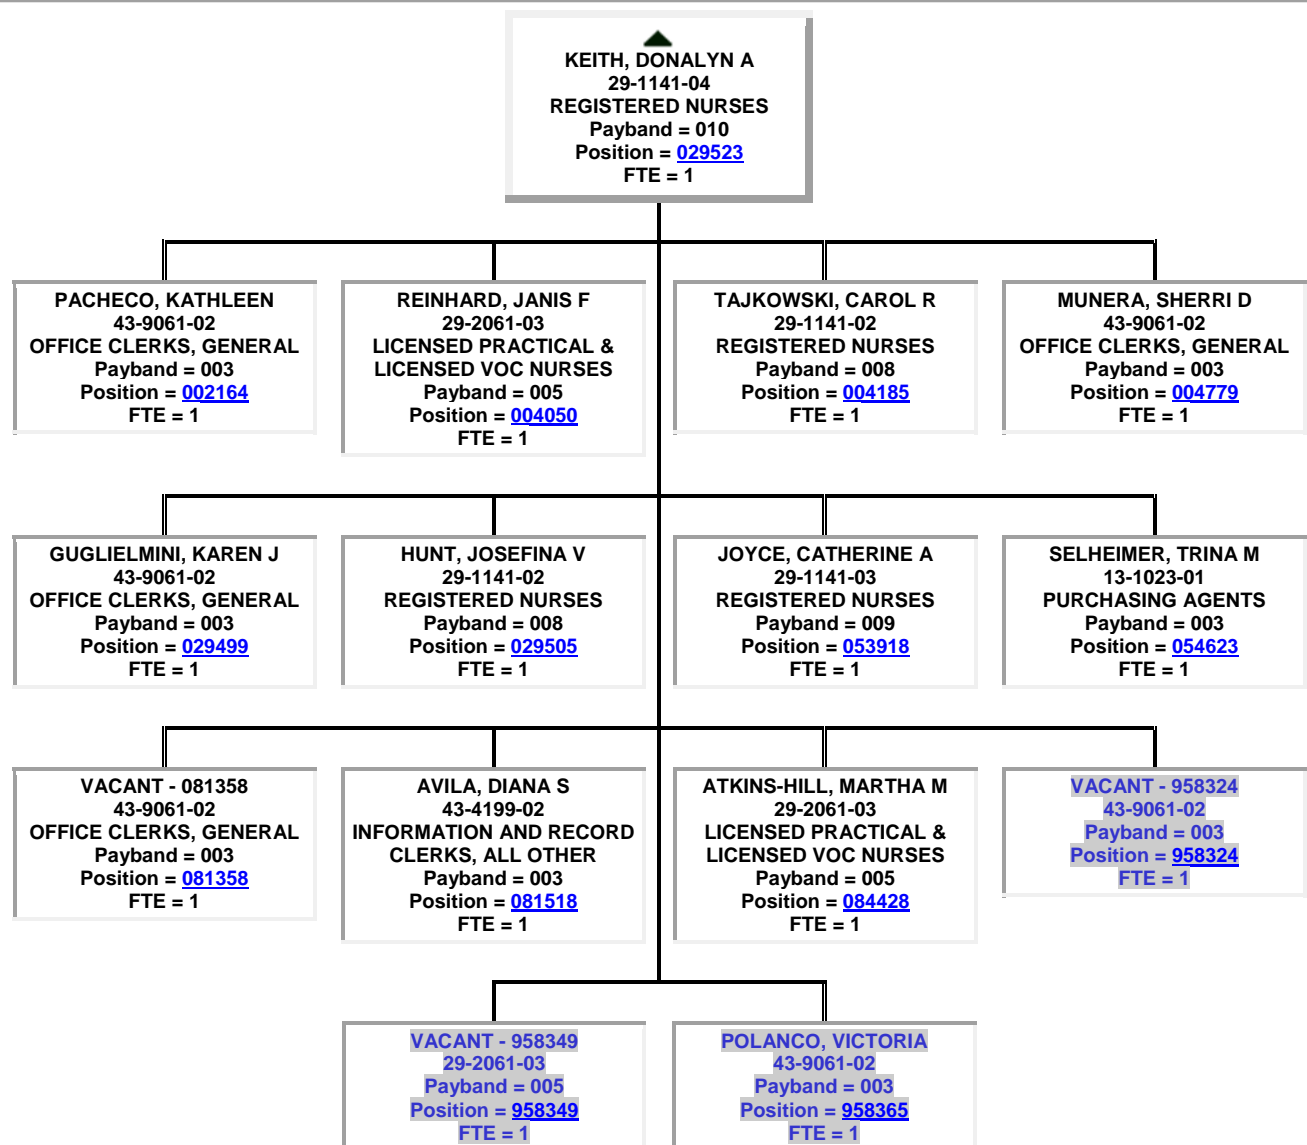 KEITH, DONALYN A
29-1141-04
REGISTERED NURSES
Payband = 010
Position = 029523
FTE = 1
PACHECO, KATHLEEN
43-9061-02
OFFICE CLERKS, GENERAL
Payband = 003
Position = 002164
FTE = 1
REINHARD, JANIS F
29-2061-03
LICENSED PRACTICAL &
LICENSED VOC NURSES
Payband = 005
Position = 004050
FTE = 1
TAJKOWSKI, CAROL R
29-1141-02
REGISTERED NURSES
Payband = 008
Position = 004185
FTE = 1
MUNERA, SHERRI D
43-9061-02
OFFICE CLERKS, GENERAL
Payband = 003
Position = 004779
FTE = 1
GUGLIELMINI, KAREN J
43-9061-02
OFFICE CLERKS, GENERAL
Payband = 003
Position = 029499
FTE = 1
HUNT, JOSEFINA V
29-1141-02
REGISTERED NURSES
Payband = 008
Position = 029505
FTE = 1
JOYCE, CATHERINE A
29-1141-03
REGISTERED NURSES
Payband = 009
Position = 053918
FTE = 1
SELHEIMER, TRINA M
13-1023-01
PURCHASING AGENTS
Payband = 003
Position = 054623
FTE = 1
VACANT - 081358
43-9061-02
OFFICE CLERKS, GENERAL
Payband = 003
Position = 081358
FTE = 1
AVILA, DIANA S
43-4199-02
INFORMATION AND RECORD
CLERKS, ALL OTHER
Payband = 003
Position = 081518
FTE = 1
ATKINS-HILL, MARTHA M
29-2061-03
LICENSED PRACTICAL &
LICENSED VOC NURSES
Payband = 005
Position = 084428
FTE = 1
VACANT - 958324
43-9061-02
Payband = 003
Position = 958324
FTE = 1
VACANT - 958349
29-2061-03
Payband = 005
Position = 958349
FTE = 1
POLANCO, VICTORIA
43-9061-02
Payband = 003
Position = 958365
FTE = 1